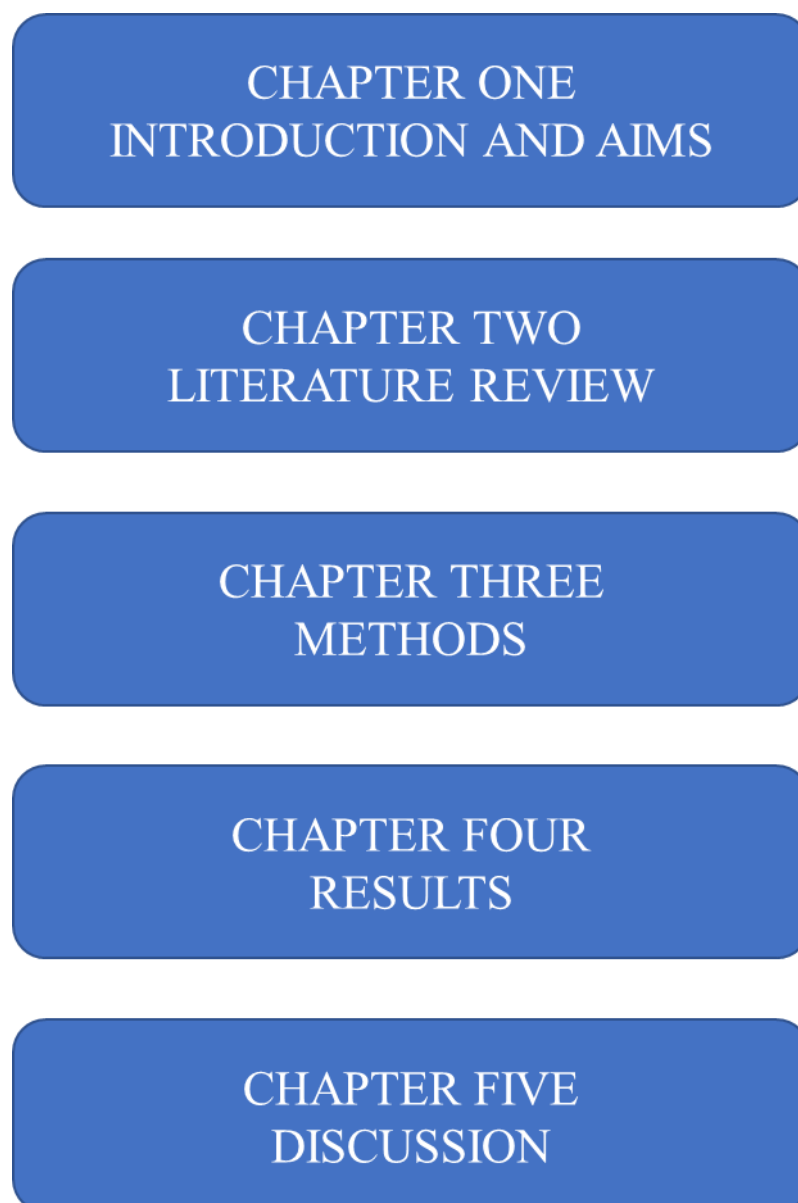 CHAPTER ONE
INTRODUCTION AND AIMS
CHAPTER TWO
LITERATURE REVIEW
CHAPTER THREE
METHODS
CHAPTER FOUR
RESULTS
CHAPTER FIVE
DISCUSSION